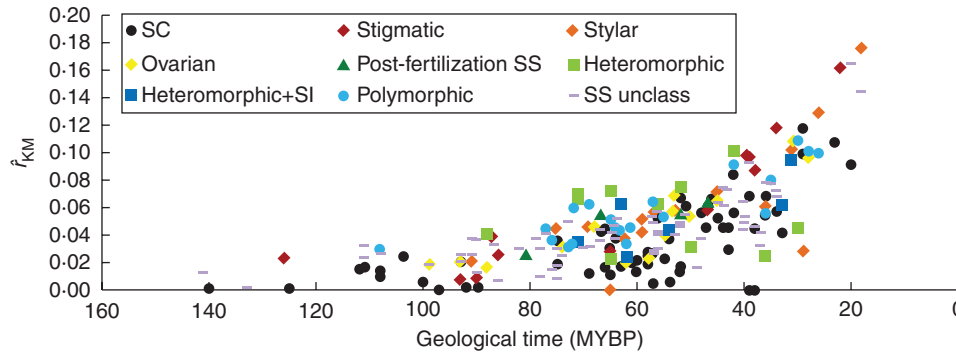 0·20
0·18
0·16
0·14
0·12
0·10
0·08
0·06
0·04
0·02
0·00
r̂KM
SC Stigmatic Stylar
Ovarian Post-fertilization SS Heteromorphic
Heteromorphic+SI Polymorphic SS unclass
160 140 120 100 80 60 40 20 0
Geological time (MYBP)